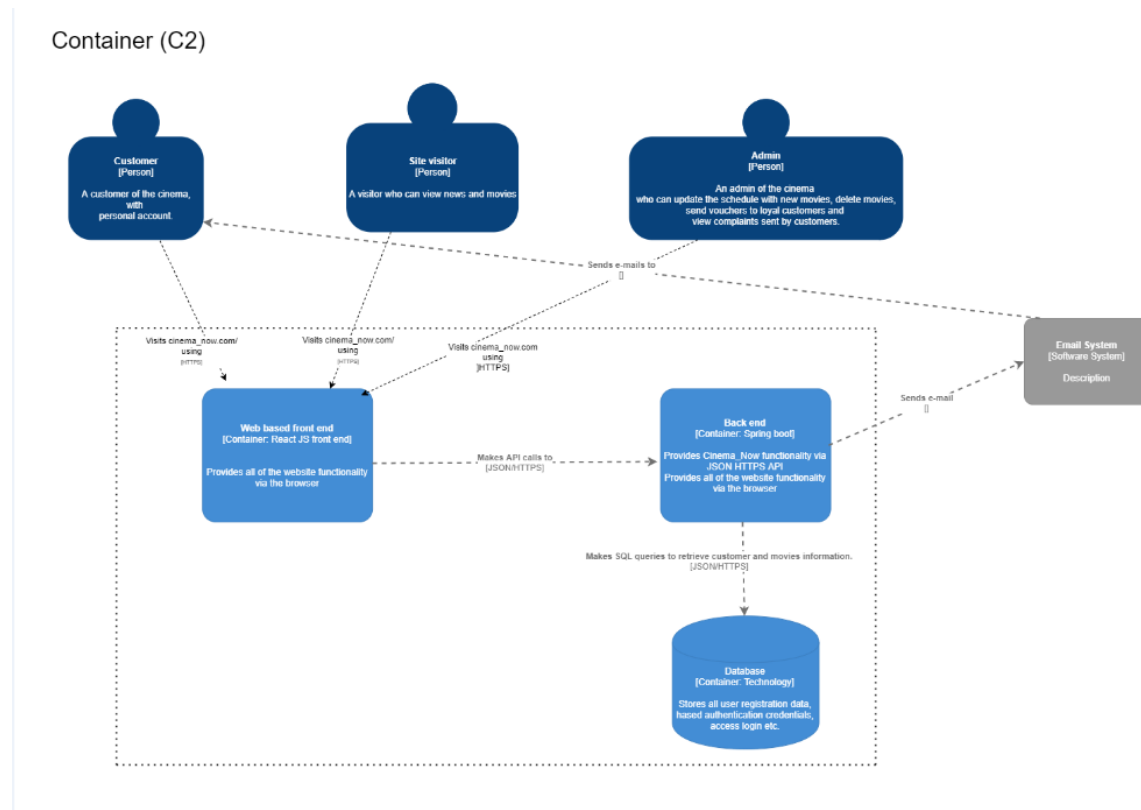 Container (C2)
Customer
[Person]
A customer of the cinema,
with
personal account.
Site visitor
[Person]
A visitor who can view news and movies
Admin
[Person]
An admin of the cinema
who can update the schedule with new movies, delete movies,
send vouchers to loyal customers and
view complaints sent by customers.
Sends e-mails to
[]
Visits cinema_now.com/
using
[HTTPS]
Visits cinema_now.com/
using
[HTTPS]
Visits cinema_now.com
using
]HTTPS]
Email System
[Software System]
Description
Web based front end
[Container: React JS front end]
Provides all of the website functionality
via the browser
Makes API calls to
[JSON/HTTPS]
Back end
[Container: Spring boot]
Provides Cinema_Now functionality via
JSON HTTPS API
Provides all of the website functionality
via the browser
Sends e-mail
[]
Makes SQL queries to retrieve customer and movies information.
[JSON/HTTPS]
Database
[Container: Technology]
Stores all user registration data,
hased authentication credentials,
access login etc.